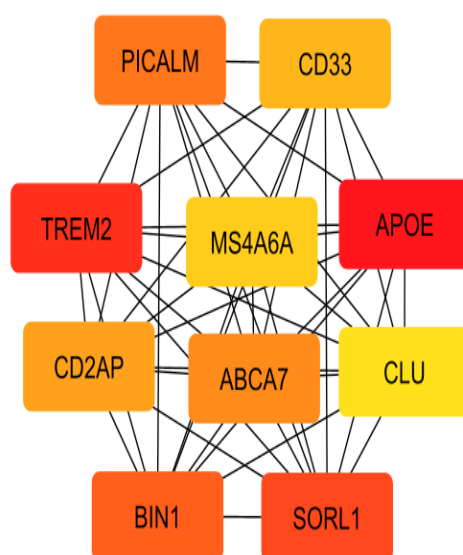 PICALM
CD33
TREM2
MS4A6A
APOE
CD2AP
ABCA7
CLU
BIN1
SORL1